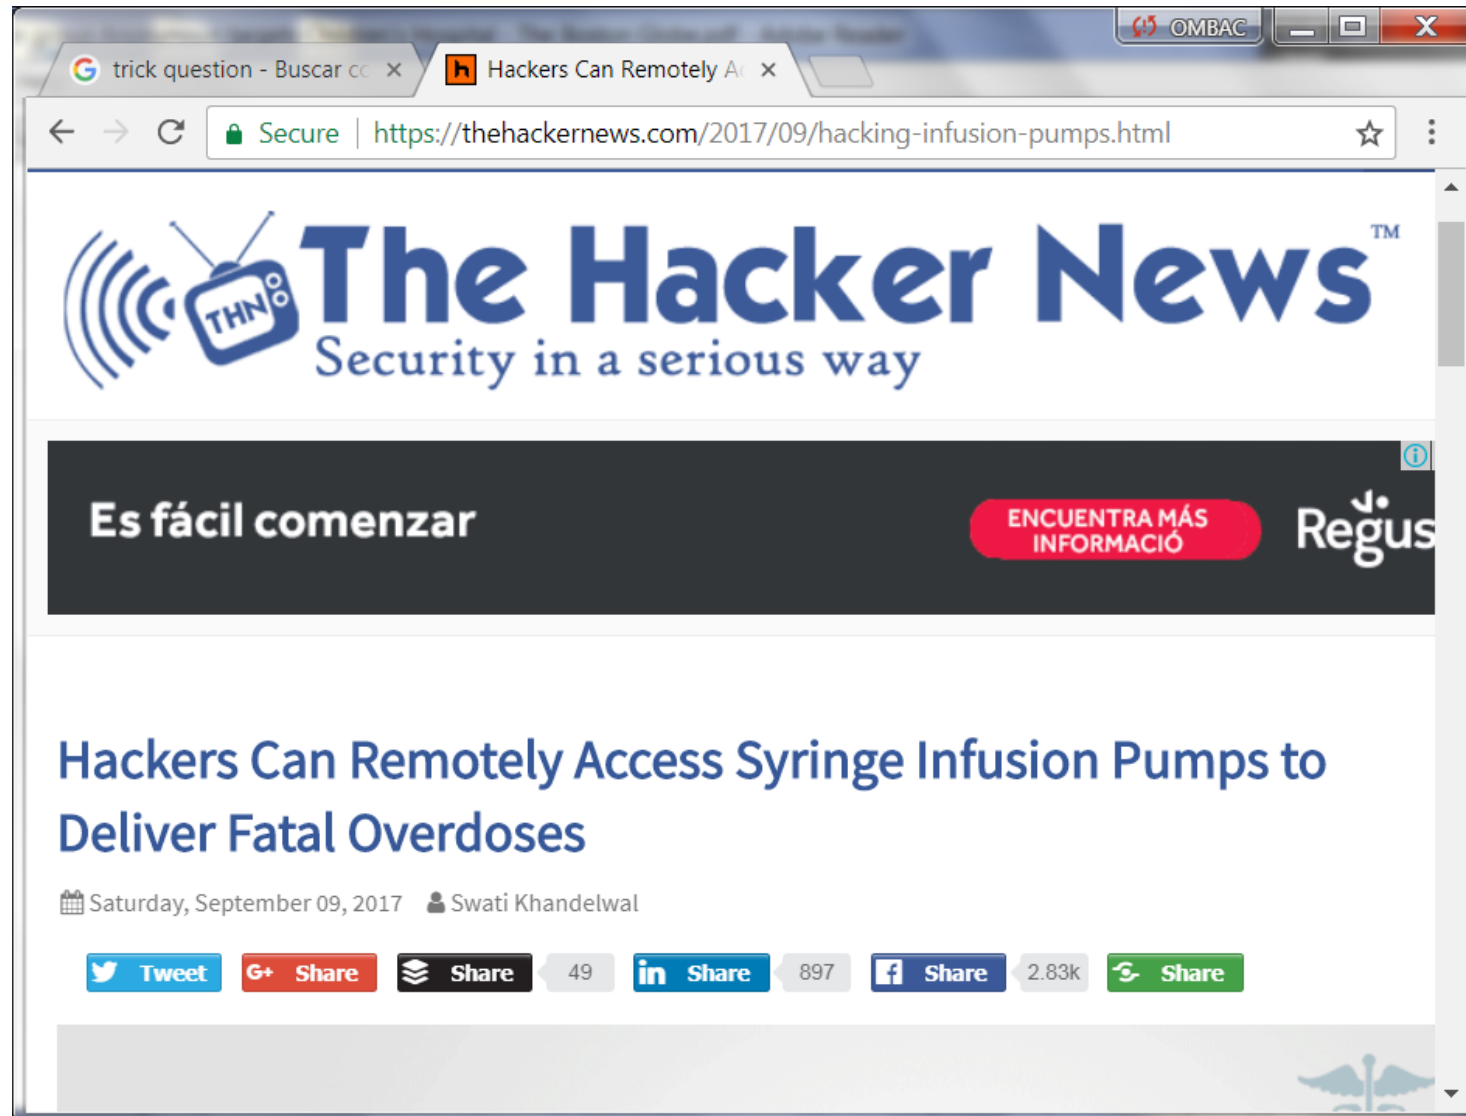 OMBAC
trick question - Buscar co
Hackers Can Remotely Ac
Secure | https://thehackernews.com/2017/09/hacking-infusion-pumps.html
THN
The Hacker News™
Security in a serious way
Es fácil comenzar
ENCUENTRA MÁS
INFORMACIÓ
Regus
Hackers Can Remotely Access Syringe Infusion Pumps to
Deliver Fatal Overdoses
Saturday, September 09, 2017 Swati Khandelwal
Tweet G+ Share Share 49 in Share 897 f Share 2.83k Share